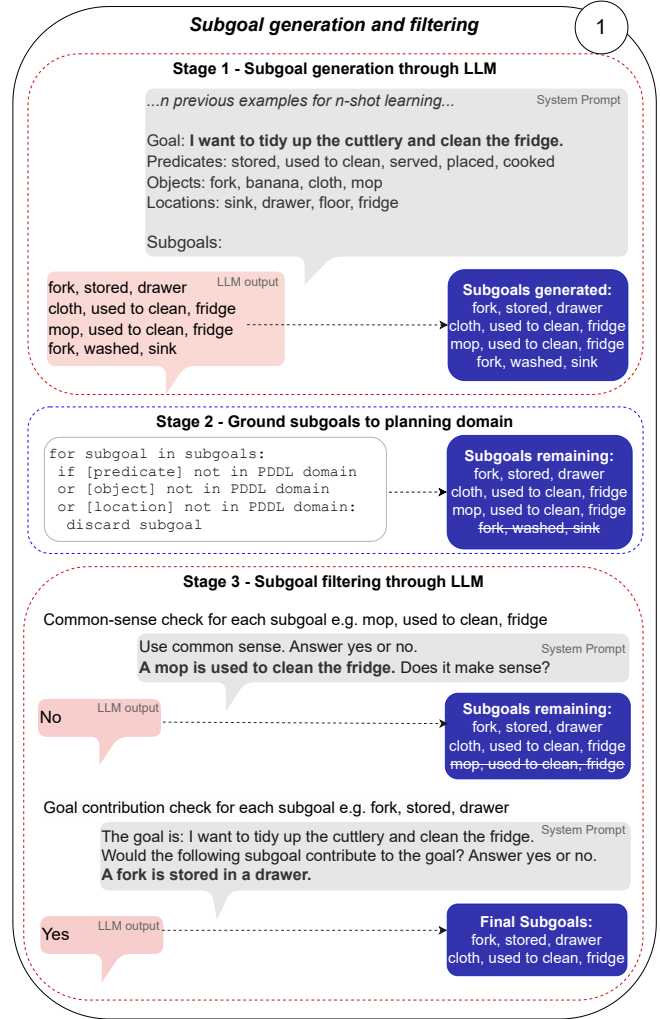 Subgoal generation and filtering
1
Stage 1 - Subgoal generation through LLM
...n previous examples for n-shot learning...
System Prompt
Goal: I want to tidy up the cuttlery and clean the fridge.
Predicates: stored, used to clean, served, placed, cooked
Objects: fork, banana, cloth, mop
Locations: sink, drawer, floor, fridge
Subgoals:
LLM output
fork, stored, drawer
cloth, used to clean, fridge
mop, used to clean, fridge
fork, washed, sink
Subgoals generated:
fork, stored, drawer
cloth, used to clean, fridge
mop, used to clean, fridge
fork, washed, sink
Stage 2 - Ground subgoals to planning domain
for subgoal in subgoals:
if [predicate] not in PDDL domain
or [object] not in PDDL domain
or [location] not in PDDL domain:
discard subgoal
Subgoals remaining:
fork, stored, drawer
cloth, used to clean, fridge
mop, used to clean, fridge
fork, washed, sink
Stage 3 - Subgoal filtering through LLM
Common-sense check for each subgoal e.g. mop, used to clean, fridge
Use common sense. Answer yes or no.
System Prompt
A mop is used to clean the fridge. Does it make sense?
No
LLM output
Subgoals remaining:
fork, stored, drawer
cloth, used to clean, fridge
mop, used to clean, fridge
Goal contribution check for each subgoal e.g. fork, stored, drawer
The goal is: I want to tidy up the cuttlery and clean the fridge.
System Prompt
Would the following subgoal contribute to the goal? Answer yes or no.
A fork is stored in a drawer.
Yes
LLM output
Final Subgoals:
fork, stored, drawer
cloth, used to clean, fridge